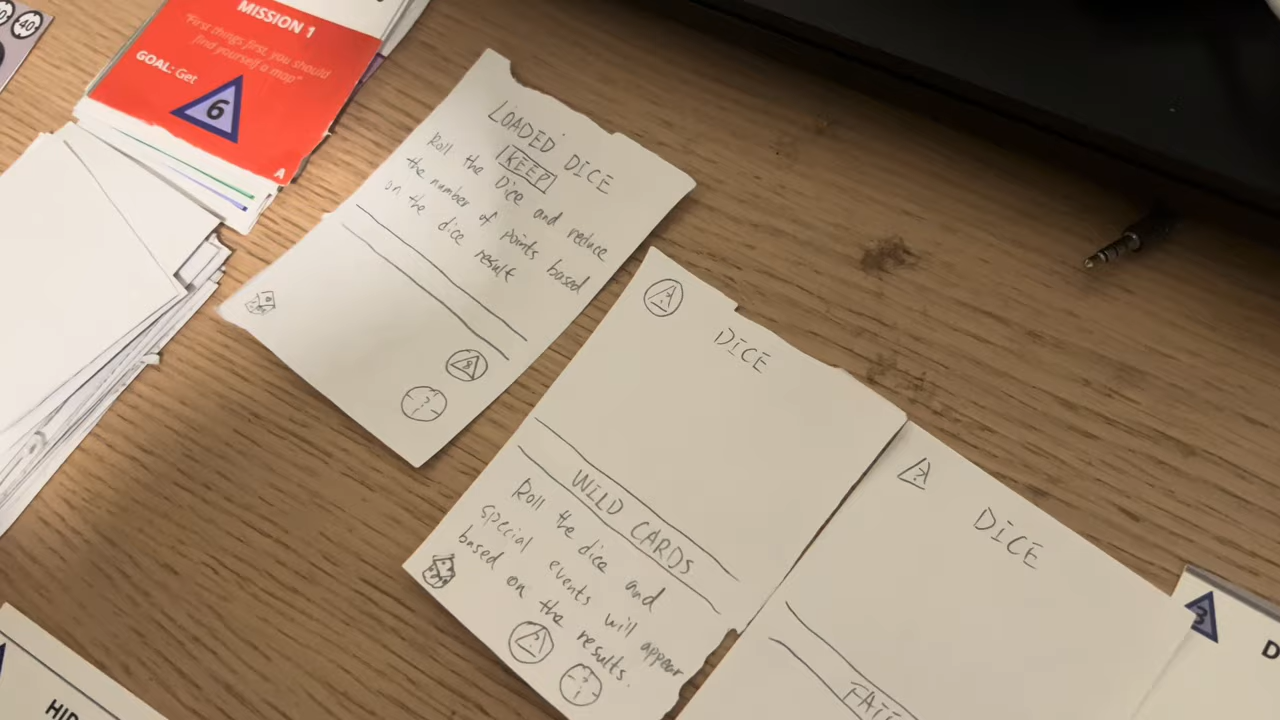 40
MISSION 1
"First things first, you should
find yourself a map"
GOAL: Get
6
A
LOADED DICE
KEEP
Roll the Dice and reduce
the number of points based
on the dice result
?
?
DICE
WILD CARDS
Roll the dice and
special events will appear
based on the results.
?
?
?
DICE
3
D
HID